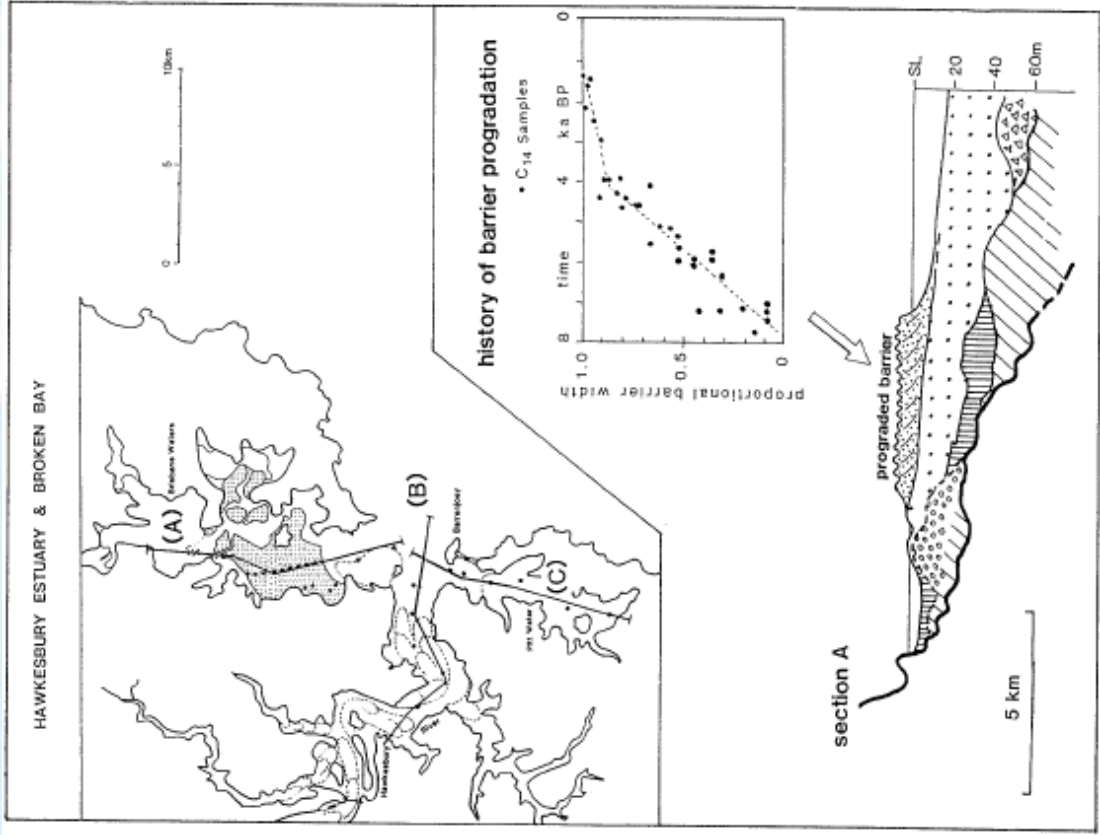 HAWKESBURY ESTUARY & BROKEN BAY
0 5 10km
Brisbane Waters
(A)
(B)
Barrenjoey
Pitt Water
(C)
Hawkesbury
River
history of barrier progradation
• C14 Samples
proportional barrier width
1.0
0.5
0
8 time 4 ka BP 0
prograded barrier
section A
SL
20
40
60m
5 km